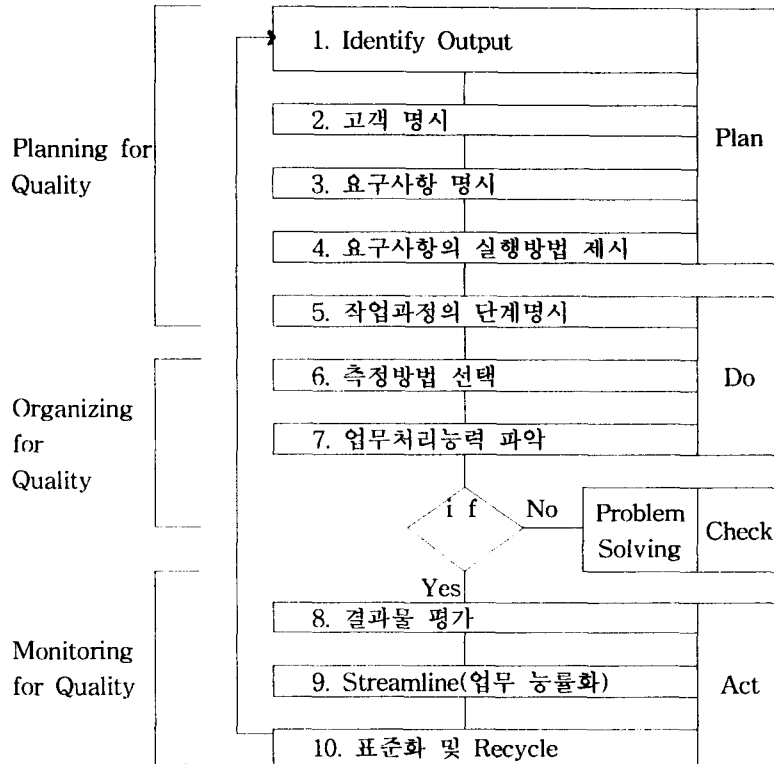 1. Identify Output
2. 고객 명시
Planning for
Quality
Plan
3. 요구사항 명시
4. 요구사항의 실행방법 제시
5. 작업과정의 단계명시
6. 측정방법 선택
Do
Organizing
for
Quality
7. 업무처리능력 파악
i f
No
Problem
Solving
Check
Yes
8. 결과물 평가
Monitoring
for Quality
9. Streamline(업무 능률화)
Act
10. 표준화 및 Recycle